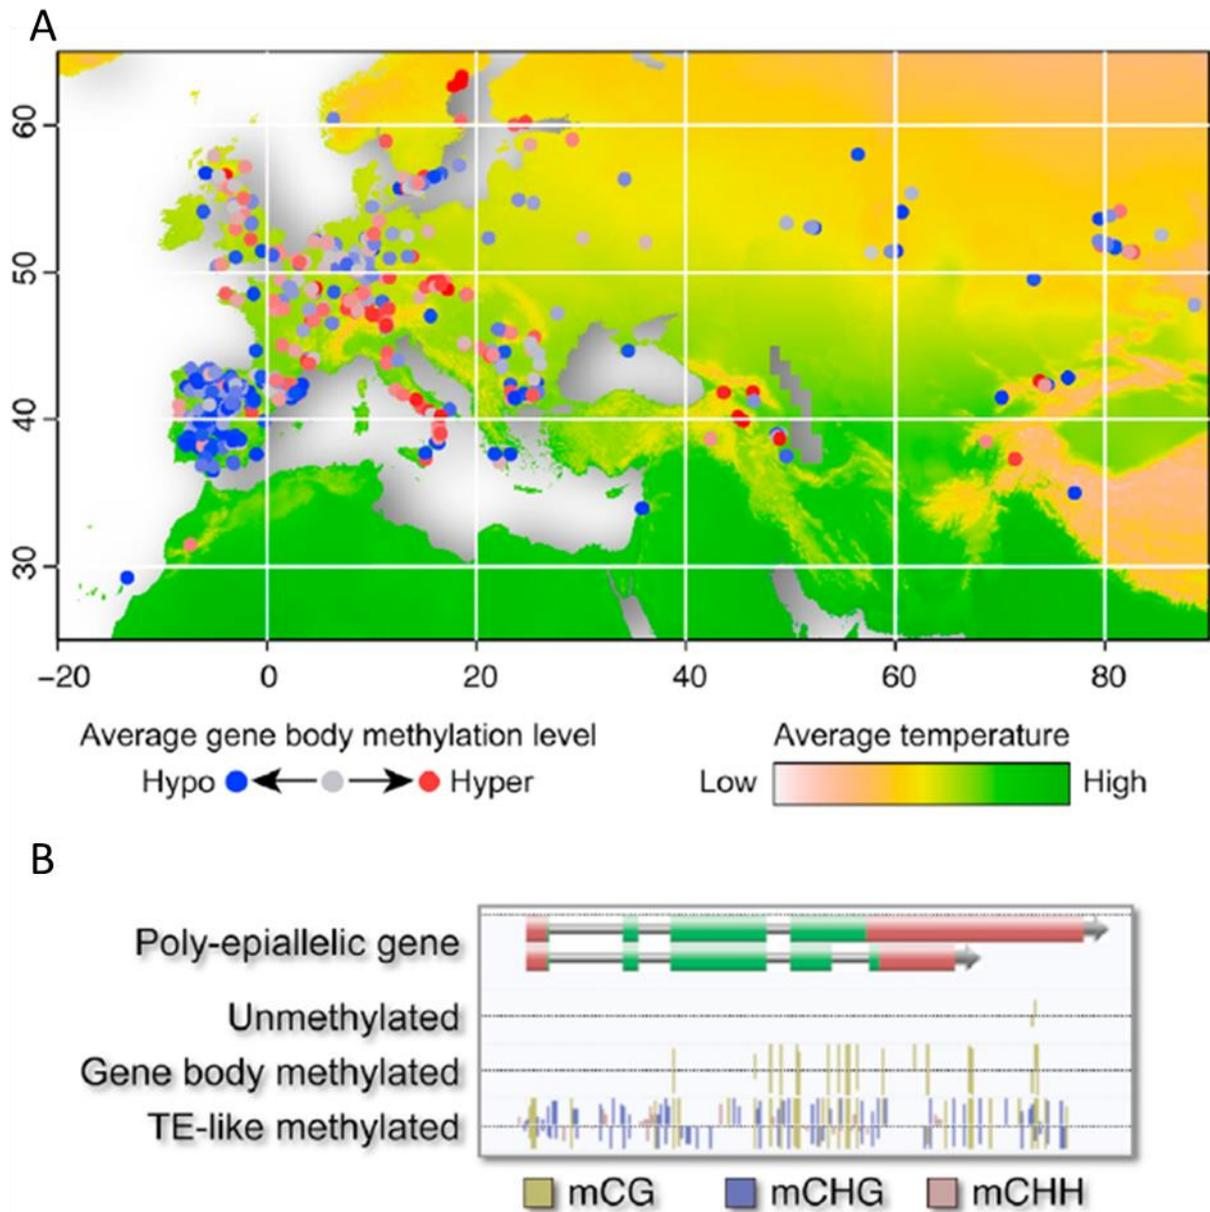 A
60
50
40
30
−20 0 20 40 60 80
Average gene body methylation level
Hypo Hyper
Average temperature
Low High
B
Poly-epiallelic gene
Unmethylated
Gene body methylated
TE-like methylated
mCG mCHG mCHH